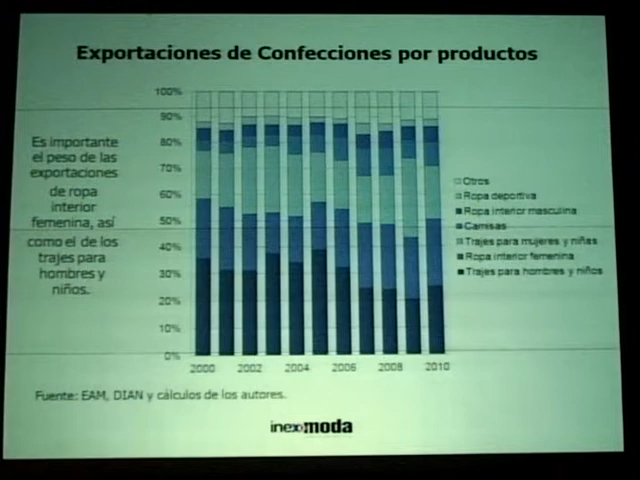 Exportaciones de Confecciones por productos
Es importante
el peso de las
exportaciones
de ropa
interior
femenina, así
como el de los
trajes para
hombres y
niños.
100%
90%
80%
70%
60%
50%
40%
30%
20%
10%
0%
2000
2002
2004
2006
2008
2010
Otros
Ropa deportiva
Ropa interior masculina
Camisas
Trajes para mujeres y niñas
Ropa interior femenina
Trajes para hombres y niños
Fuente: EAM, DIAN y cálculos de los autores.
inexmoda